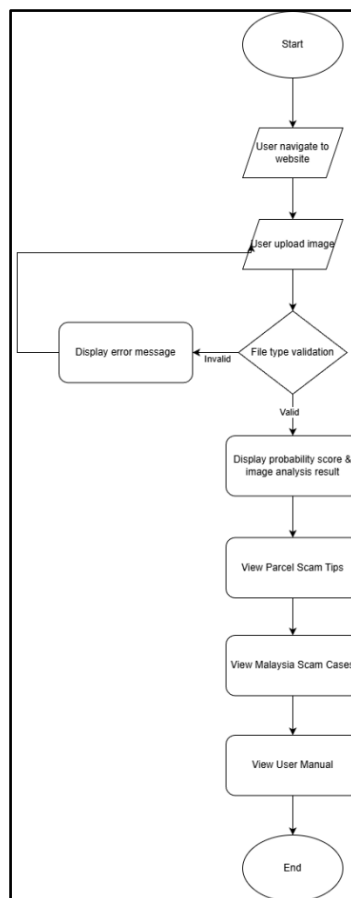 Start
User navigate to
website
User upload image
Display error message
Invalid
File type validation
Valid
Display probability score &
image analysis result
View Parcel Scam Tips
View Malaysia Scam Cases
View User Manual
End